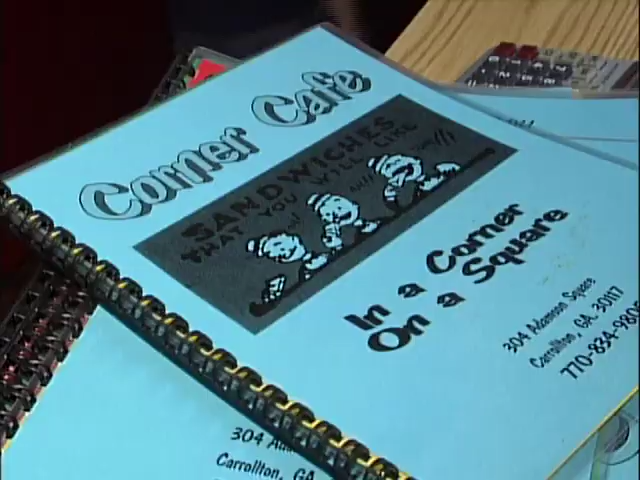 Corner Cafe
SANDWICHES
THAT YOU WILL LIKE
In a Corner
On a Square
304 Adamson Square
Carrollton, GA. 30117
304
Carrollton, GA